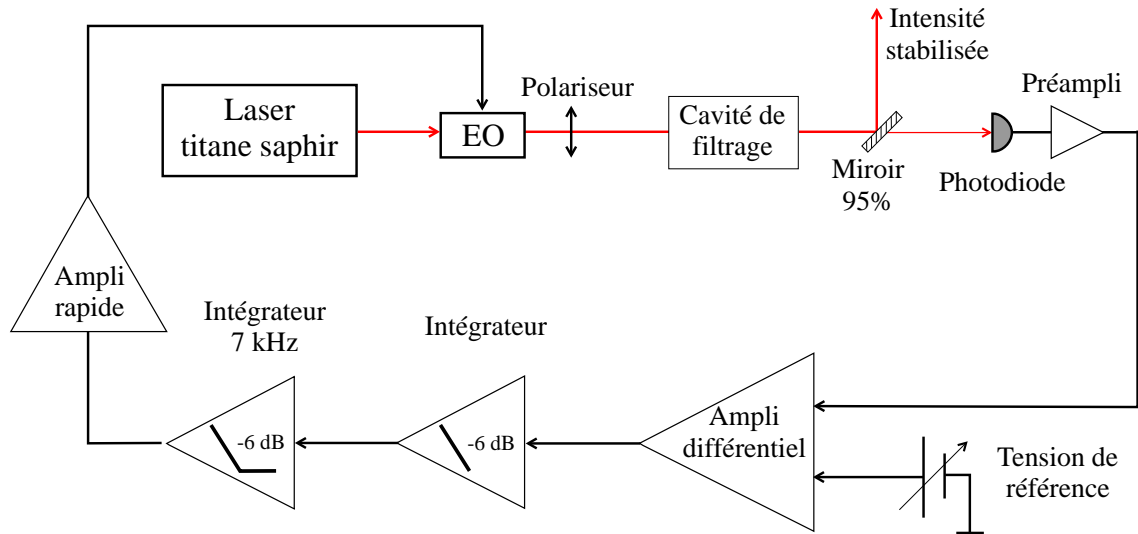 Intensité
stabilisée
Polariseur
Préampli
Laser
titane saphir
EO
Cavité de
filtrage
Miroir
95%
Photodiode
Ampli
rapide
Intégrateur
7 kHz
Intégrateur
-6 dB
-6 dB
Ampli
différentiel
Tension de
référence